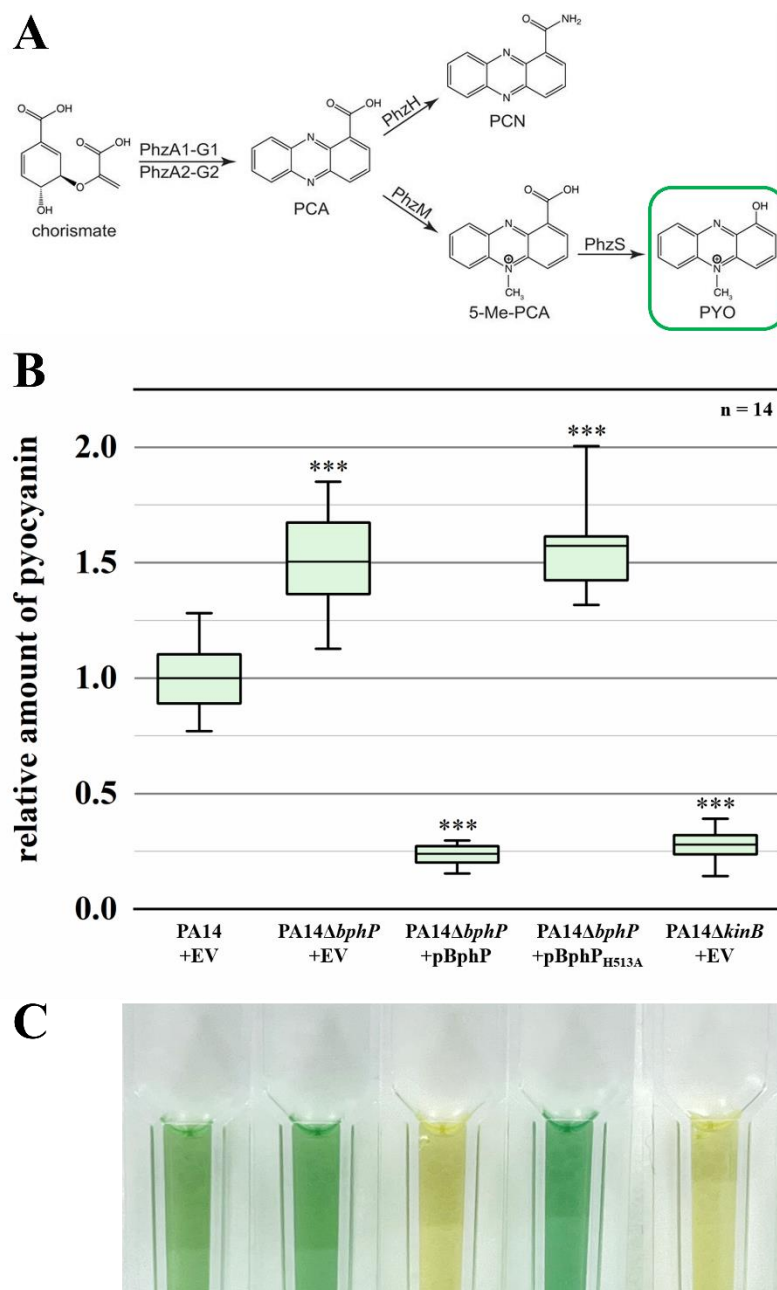 A
OH
O
O
OH
O
OH
chorismate
PhzA1-G1
PhzA2-G2
O
OH
N
N
PCA
PhzH
O
NH2
N
N
PCN
PhzM
O
OH
N
N
⊕
CH3
5-Me-PCA
PhzS
OH
N
N
⊕
CH3
PYO
B
n = 14
relative amount of pyocyanin
2.0
1.5
1.0
0.5
0.0
***
***
***
***
PA14
+EV
PA14ΔbphP
+EV
PA14ΔbphP
+pBphP
PA14ΔbphP
+pBphPH513A
PA14ΔkinB
+EV
C